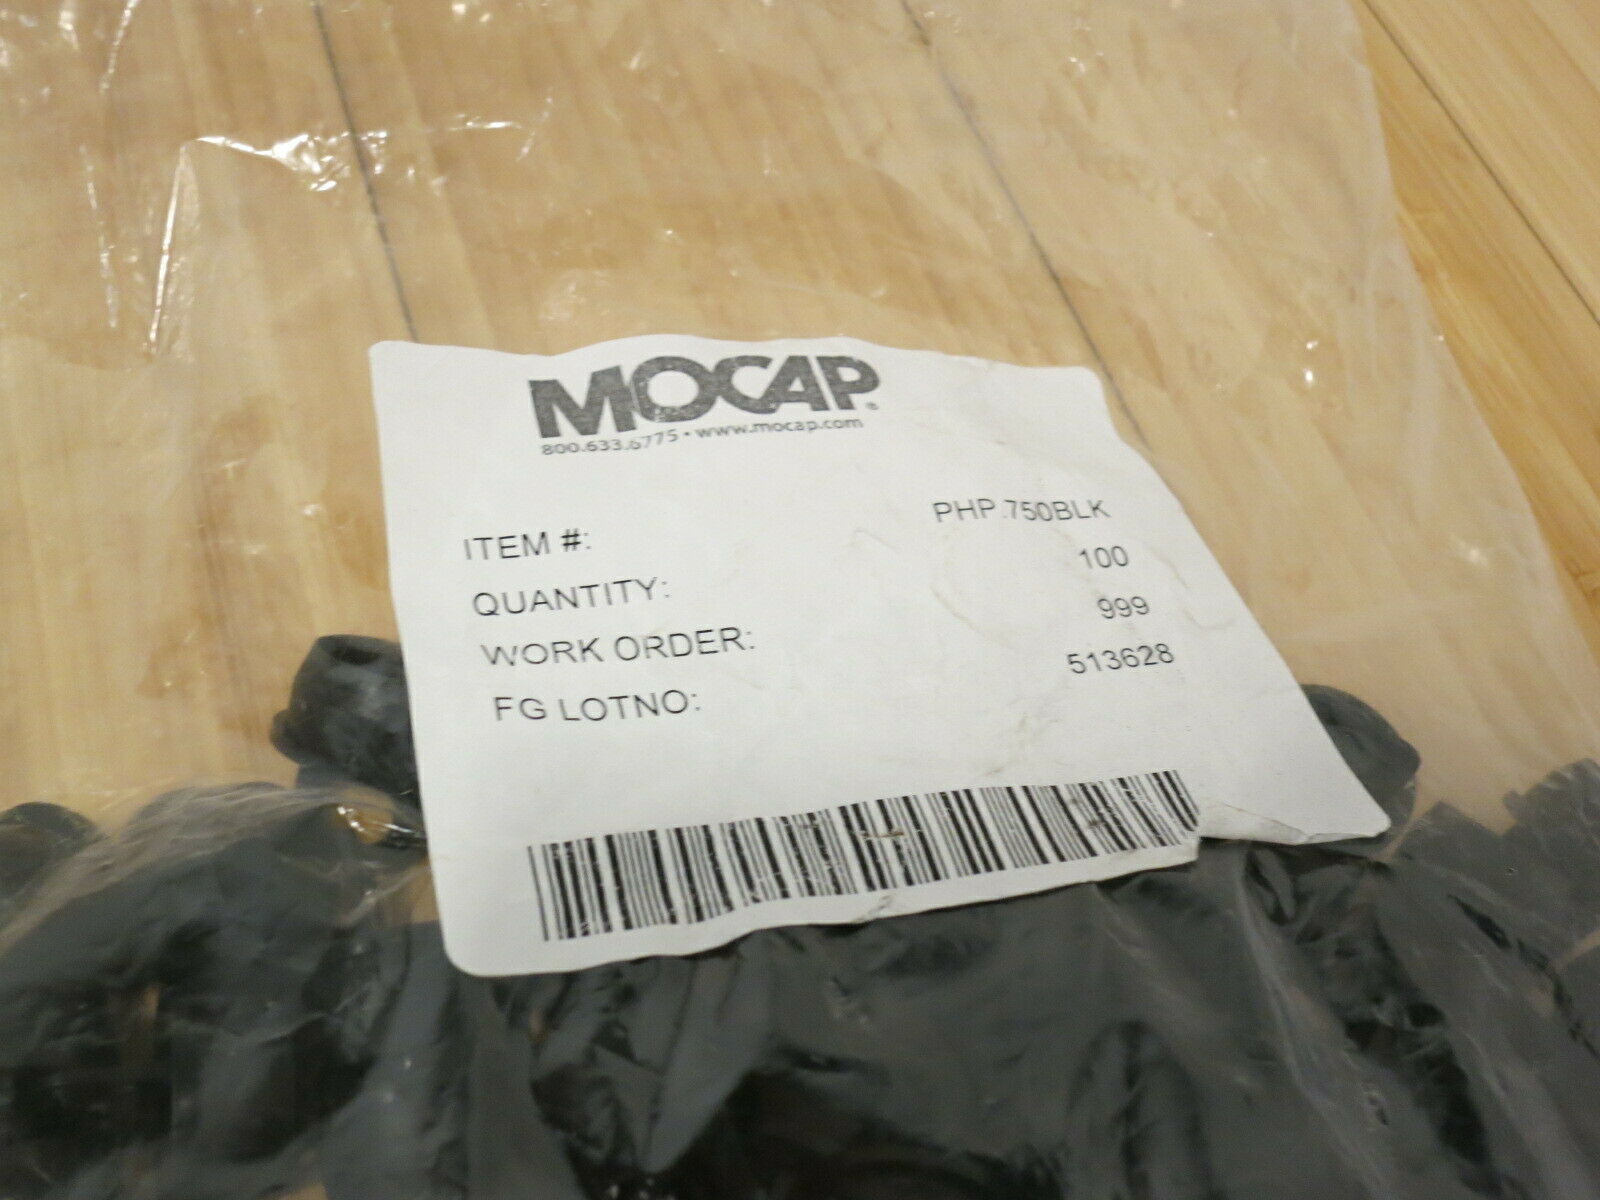 MOCAP®
800.633.6775 • www.mocap.com
ITEM #: PHP.750BLK
QUANTITY: 100
WORK ORDER: 999
FG LOTNO: 513628